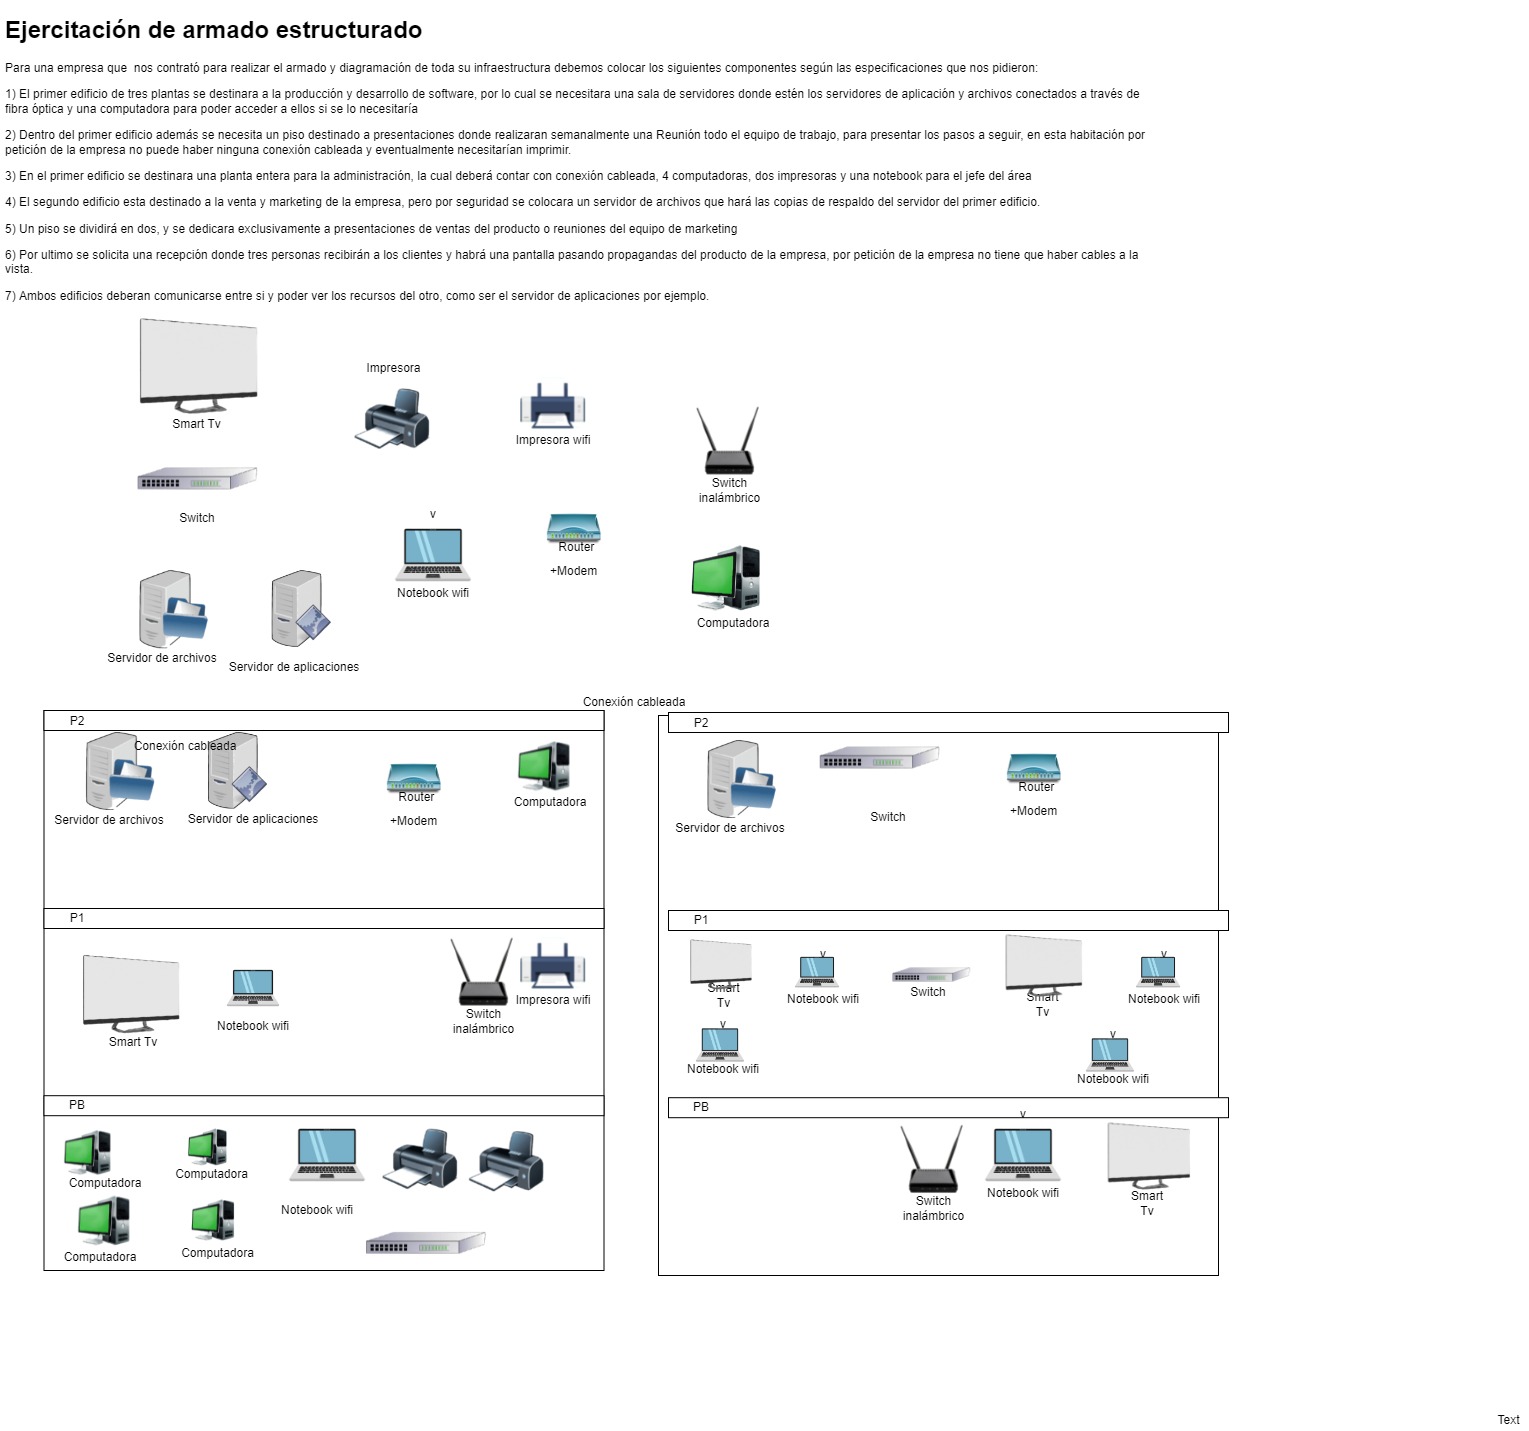 Ejercitación de armado estructurado
Para una empresa que  nos contrató para realizar el armado y diagramación de toda su infraestructura debemos colocar los siguientes componentes según las especificaciones que nos pidieron:
1) El primer edificio de tres plantas se destinara a la producción y desarrollo de software, por lo cual se necesitara una sala de servidores donde estén los servidores de aplicación y archivos conectados a través de
fibra óptica y una computadora para poder acceder a ellos si se lo necesitaría
2) Dentro del primer edificio además se necesita un piso destinado a presentaciones donde realizaran semanalmente una Reunión todo el equipo de trabajo, para presentar los pasos a seguir, en esta habitación por
petición de la empresa no puede haber ninguna conexión cableada y eventualmente necesitarían imprimir.
3) En el primer edificio se destinara una planta entera para la administración, la cual deberá contar con conexión cableada, 4 computadoras, dos impresoras y una notebook para el jefe del área
4) El segundo edificio esta destinado a la venta y marketing de la empresa, pero por seguridad se colocara un servidor de archivos que hará las copias de respaldo del servidor del primer edificio.
5) Un piso se dividirá en dos, y se dedicara exclusivamente a presentaciones de ventas del producto o reuniones del equipo de marketing
6) Por ultimo se solicita una recepción donde tres personas recibirán a los clientes y habrá una pantalla pasando propagandas del producto de la empresa, por petición de la empresa no tiene que haber cables a la
vista.
7) Ambos edificios deberan comunicarse entre si y poder ver los recursos del otro, como ser el servidor de aplicaciones por ejemplo.
Smart Tv
Impresora
Impresora wifi
Switch
inalámbrico
Switch
v
Notebook wifi
Router
+Modem
Computadora
Servidor de archivos
Servidor de aplicaciones
Conexión cableada
P2
Conexión cableada
Servidor de archivos
Servidor de aplicaciones
Router
+Modem
Computadora
P1
Smart Tv
Notebook wifi
Switch
inalámbrico
Impresora wifi
PB
Computadora
Computadora
Notebook wifi
Computadora
Computadora
P2
Servidor de archivos
Switch
Router
+Modem
P1
Smart
Tv
v
Notebook wifi
Switch
Smart
Tv
v
Notebook wifi
v
Notebook wifi
v
Notebook wifi
PB
v
Switch
inalámbrico
Notebook wifi
Smart
Tv
Text